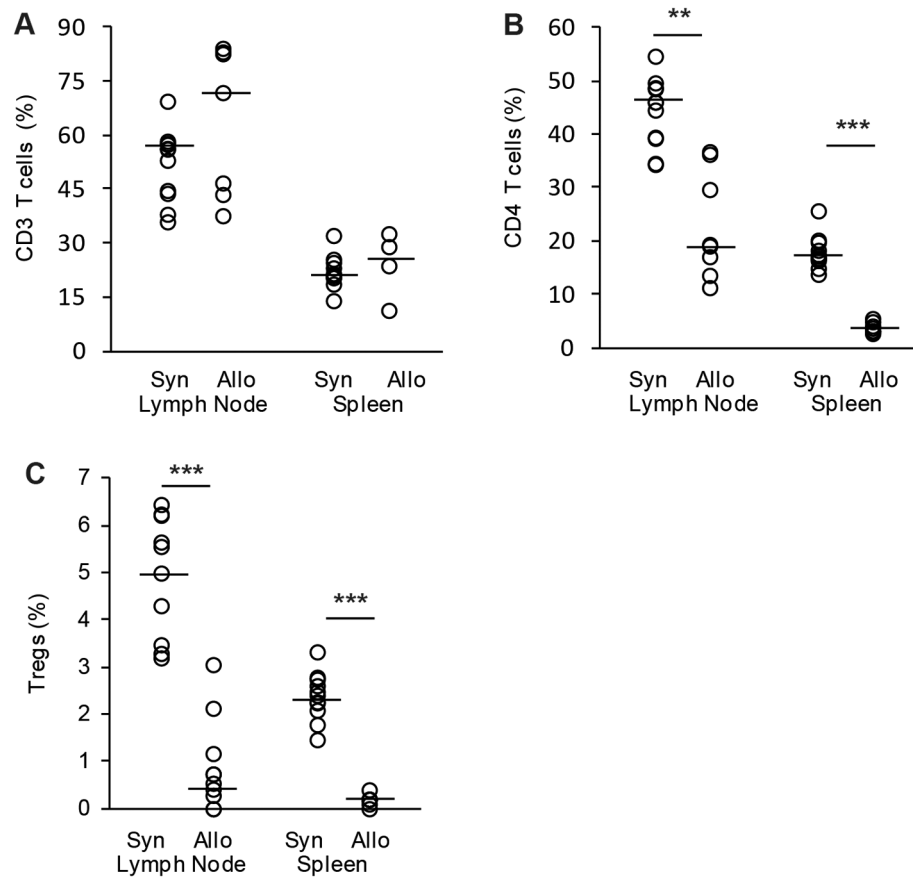 A
CD3 T cells (%)
90
75
60
45
30
15
0
Syn Allo Syn Allo
Lymph Node Spleen
B
CD4 T cells (%)
60
50
40
30
20
10
0
**
***
Syn Allo Syn Allo
Lymph Node Spleen
C
Tregs (%)
7
6
5
4
3
2
1
0
***
***
Syn Allo Syn Allo
Lymph Node Spleen